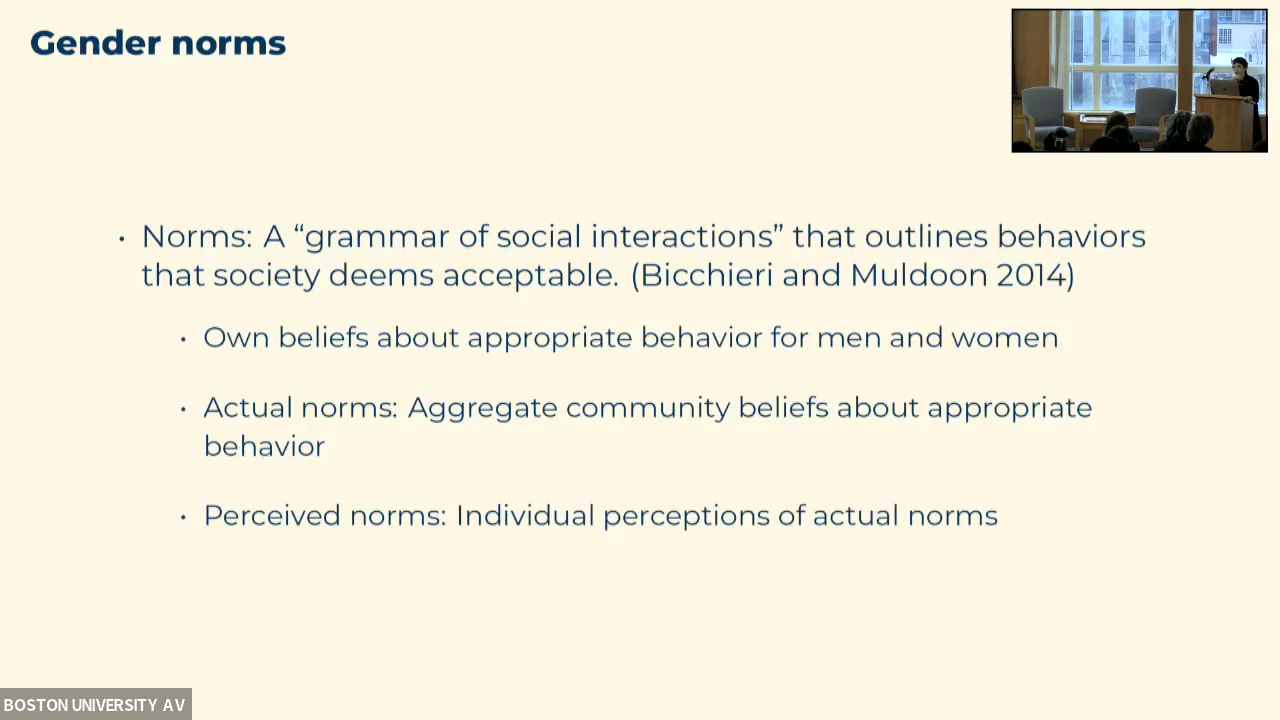 Gender norms
• Norms: A “grammar of social interactions” that outlines behaviors
that society deems acceptable. (Bicchieri and Muldoon 2014)
• Own beliefs about appropriate behavior for men and women
• Actual norms: Aggregate community beliefs about appropriate
behavior
• Perceived norms: Individual perceptions of actual norms
BOSTON UNIVERSITY AV